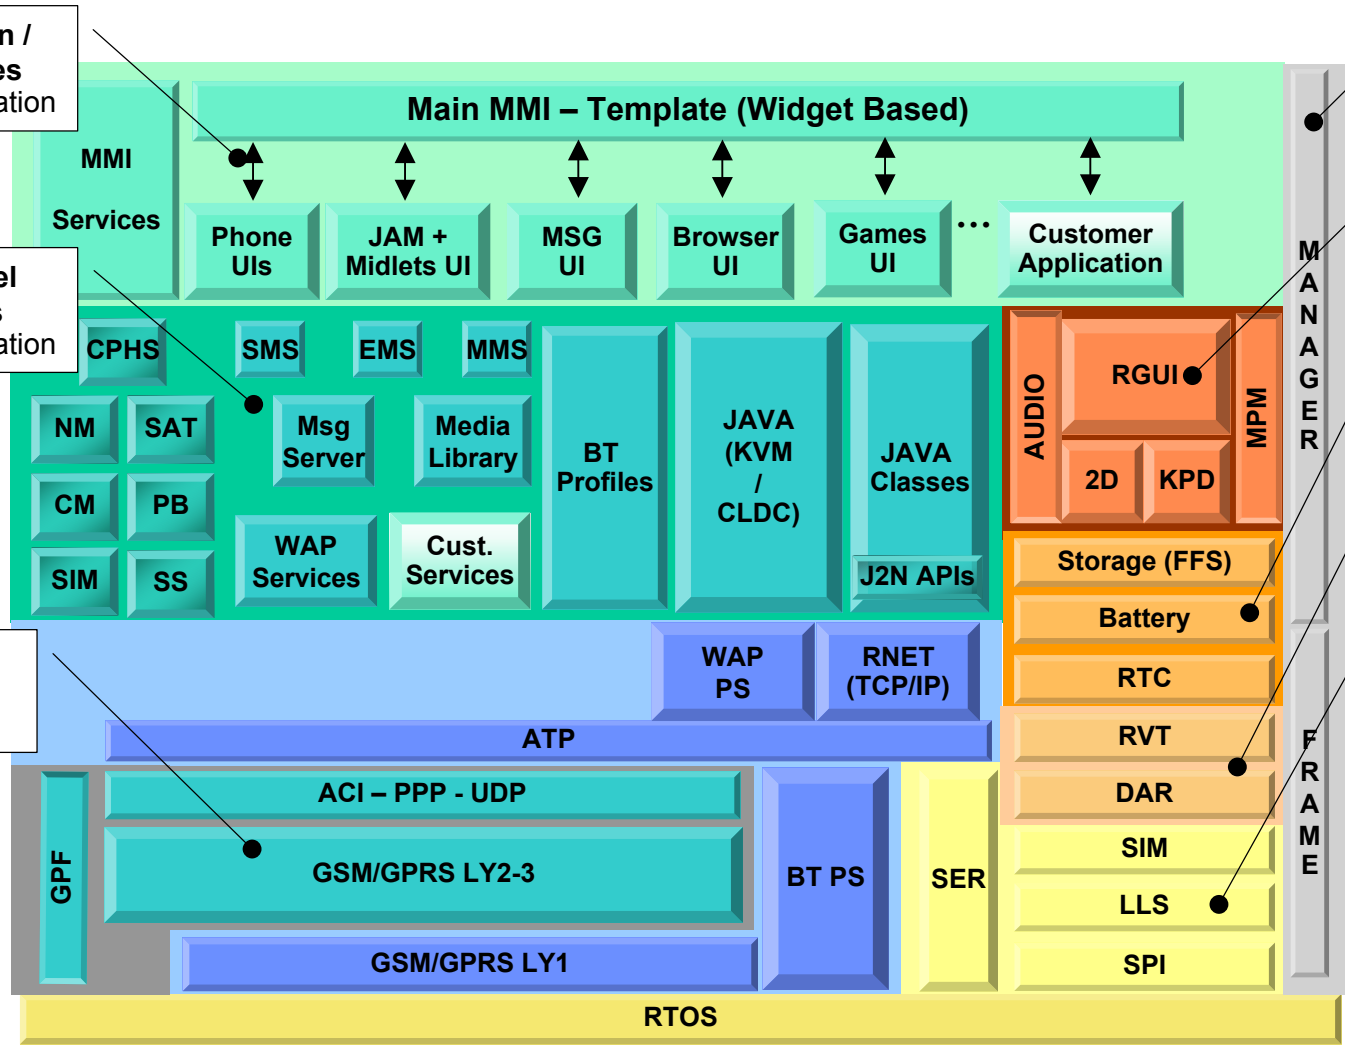 n /
es
ation
Main MMI – Template (Widget Based)
MMI
Services
Phone
UIs
JAM +
Midlets UI
MSG
UI
Browser
UI
Games
UI
...
Customer
Application
el
s
ation
CPHS
SMS
EMS
MMS
NM
SAT
Msg
Server
Media
Library
CM
PB
WAP
Services
Cust.
Services
SIM
SS
BT
Profiles
JAVA
(KVM
/
CLDC)
JAVA
Classes
J2N APIs
AUDIO
RGUI
MPM
2D
KPD
Storage (FFS)
Battery
RTC
RVT
DAR
SIM
LLS
SPI
M
A
N
A
G
E
R
F
R
A
M
E
WAP
PS
RNET
(TCP/IP)
ATP
GPF
ACI – PPP - UDP
GSM/GPRS LY2-3
GSM/GPRS LY1
BT PS
SER
RTOS